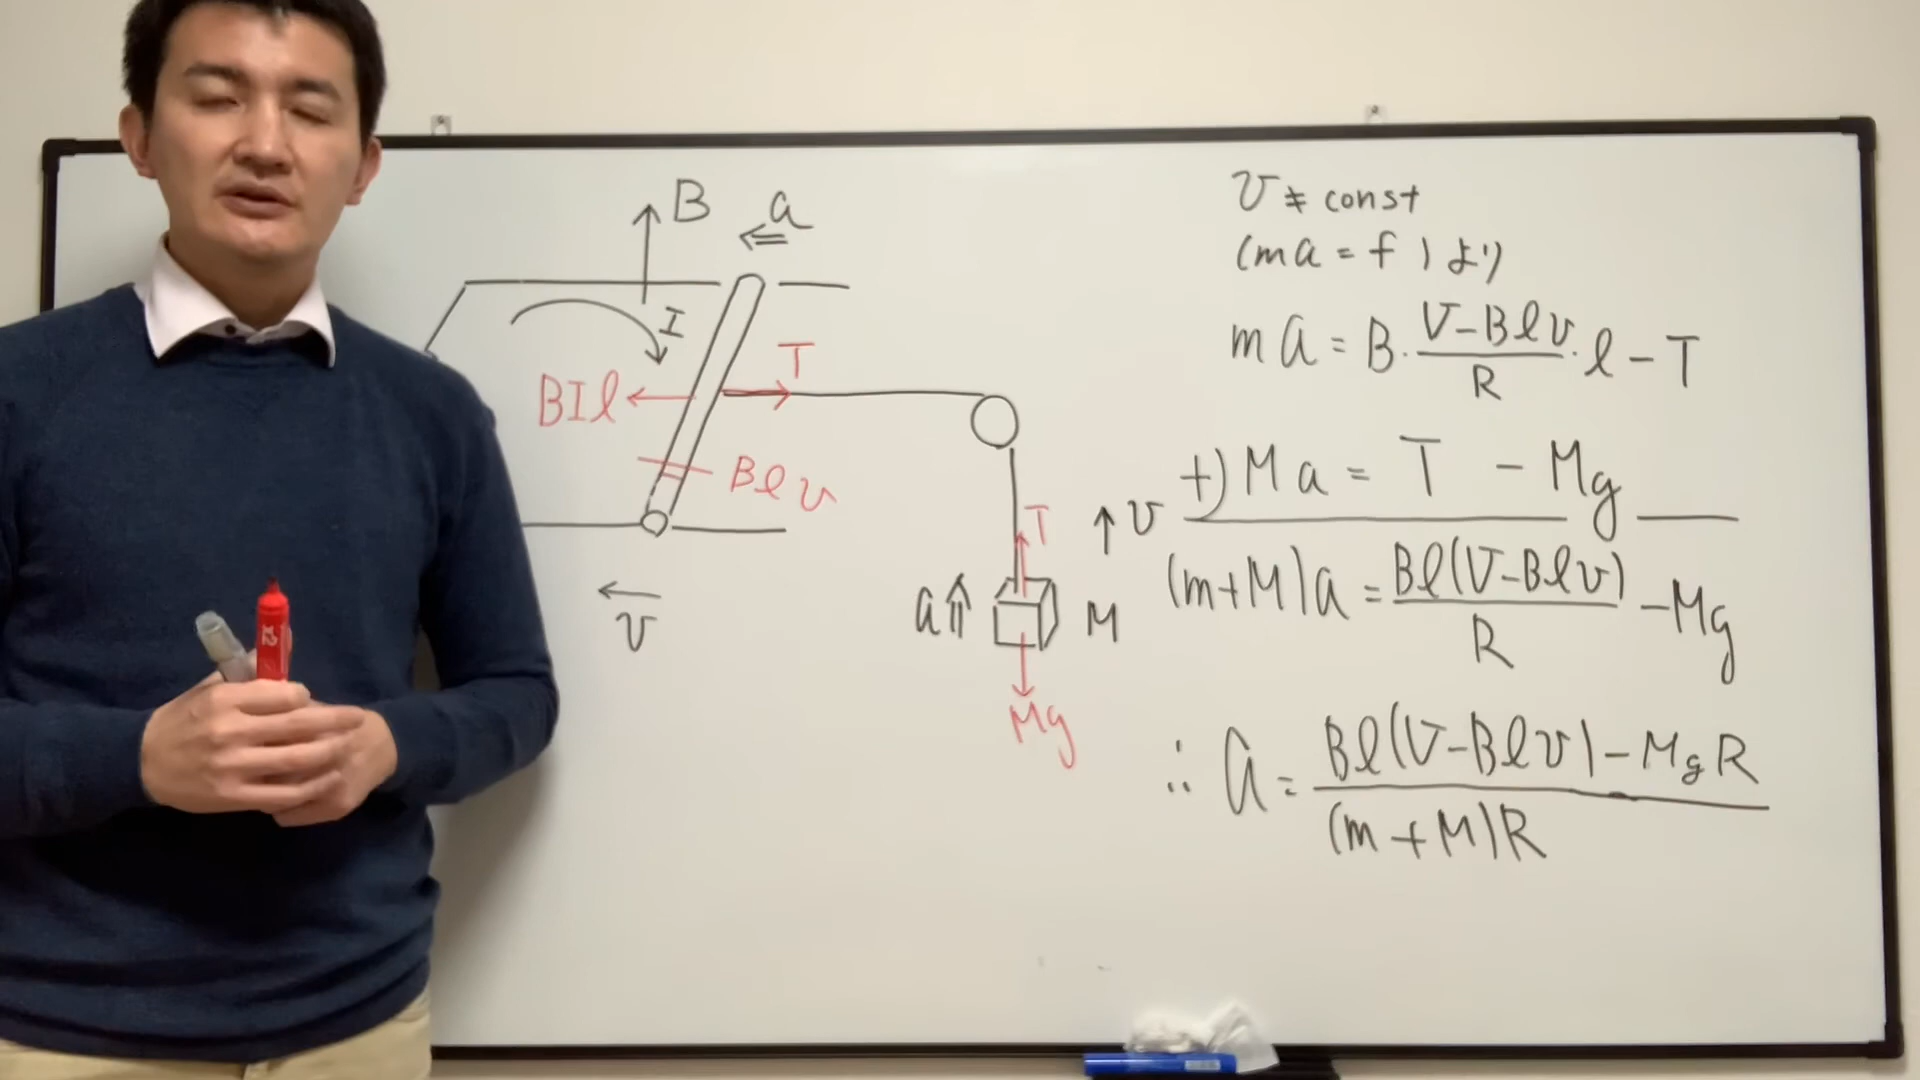 B
a
I
T
BIl
Blv
v
T
v
a
M
Mg
v ≠ const
(ma = f) より
ma = B・(V-Blv)/R・l - T
+) Ma = T - Mg
(m+M)a = Bl(V-Blv)/R - Mg
∴ a = (Bl(V-Blv)-MgR)/((m+M)R)